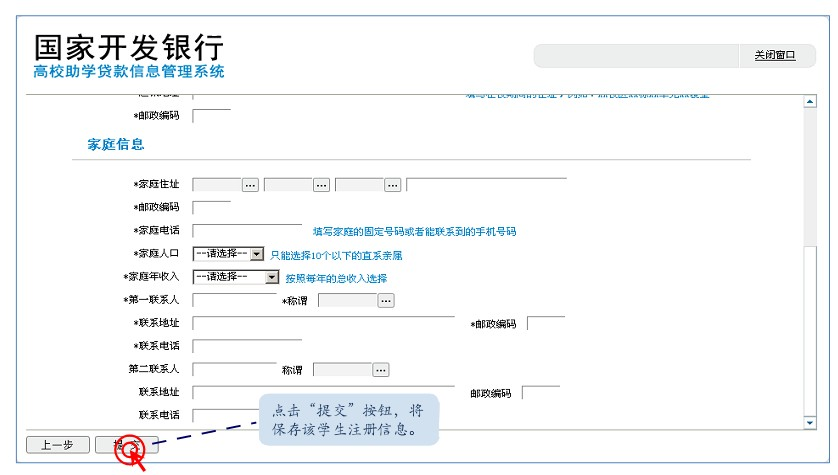 国家开发银行
高校助学贷款信息管理系统
关闭窗口
*邮政编码
家庭信息
*家庭住址 ... ... ...
*邮政编码
*家庭电话 填写家庭的固定号码或者能联系到的手机号码
*家庭人口 --请选择-- 只能选择10个以下的直系亲属
*家庭年收入 --请选择-- 按照每年的总收入选择
*第一联系人 *称谓 ...
*联系地址 *邮政编码
*联系电话
第二联系人 称谓 ...
联系地址 邮政编码
联系电话
点击“提交”按钮，将
保存该学生注册信息。
上一步 提 交